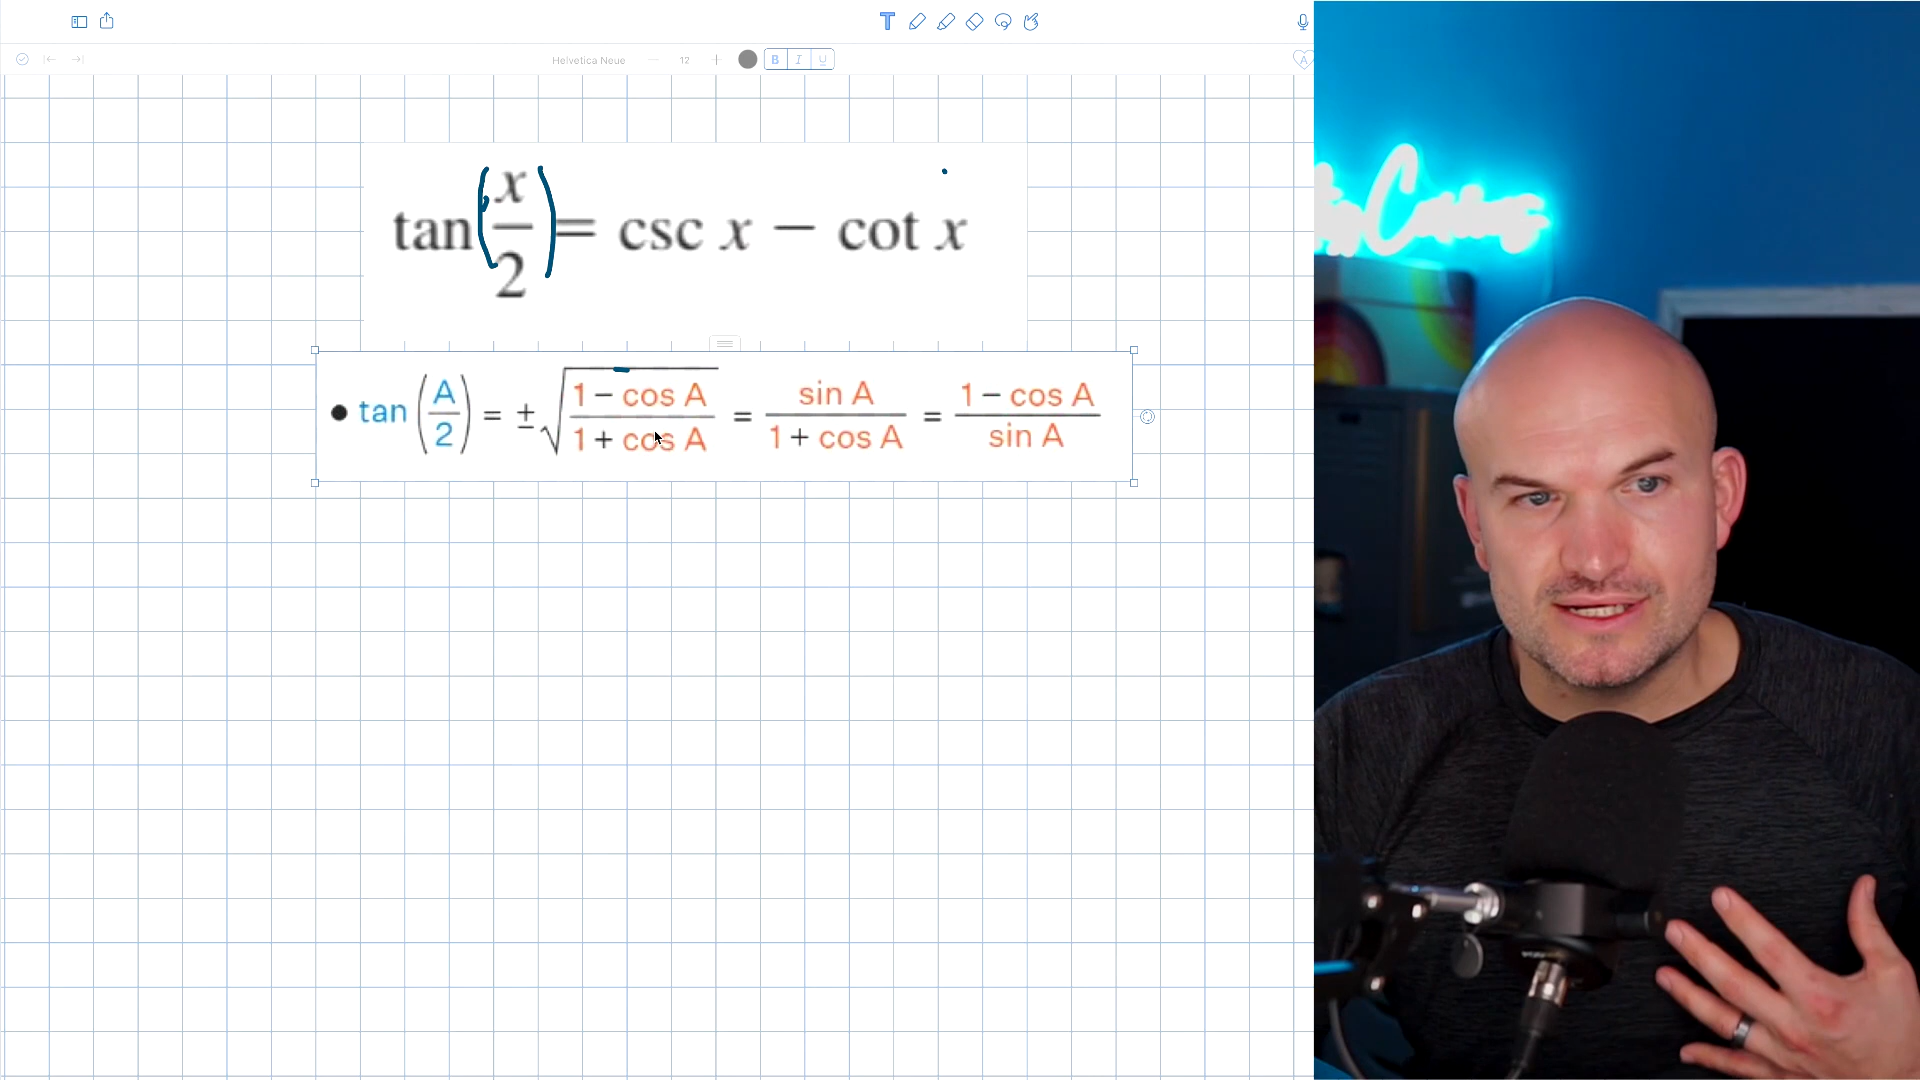 Helvetica Neue — 12 + B I U
tan(x/2) = csc x − cot x
• tan (A/2) = ± √((1 − cos A)/(1 + cos A)) = (sin A)/(1 + cos A) = (1 − cos A)/(sin A)